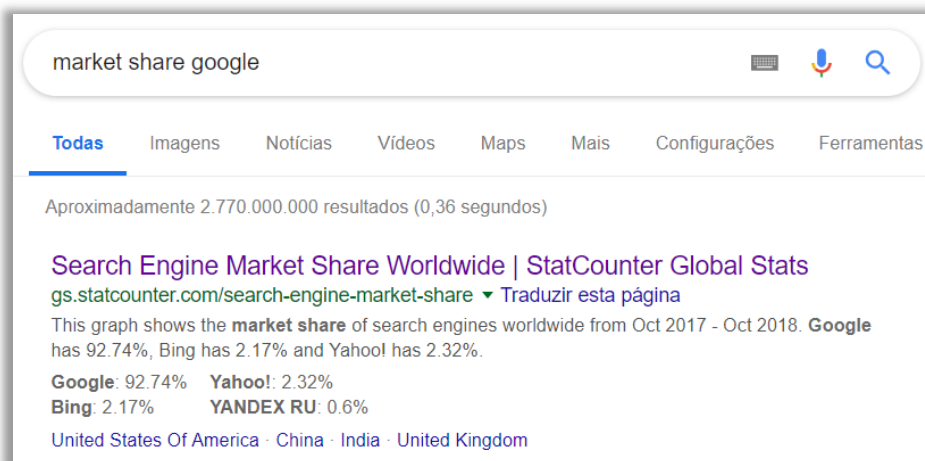 market share google
Todas Imagens Notícias Vídeos Maps Mais Configurações Ferramentas
Aproximadamente 2.770.000.000 resultados (0,36 segundos)
Search Engine Market Share Worldwide | StatCounter Global Stats
gs.statcounter.com/search-engine-market-share ▼ Traduzir esta página
This graph shows the market share of search engines worldwide from Oct 2017 - Oct 2018. Google
has 92.74%, Bing has 2.17% and Yahoo! has 2.32%.
Google: 92.74% Yahoo!: 2.32%
Bing: 2.17% YANDEX RU: 0.6%
United States Of America · China · India · United Kingdom